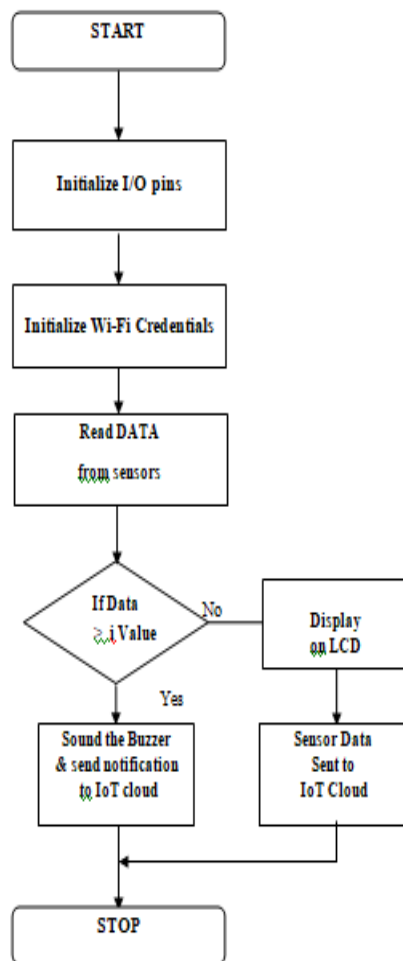 START
Initialize I/O pins
Initialize Wi-Fi Credentials
Read DATA
from sensors
If Data
≥ i Value
No
Display
on LCD
Yes
Sound the Buzzer
& send notification
to IoT cloud
Sensor Data
Sent to
IoT Cloud
STOP